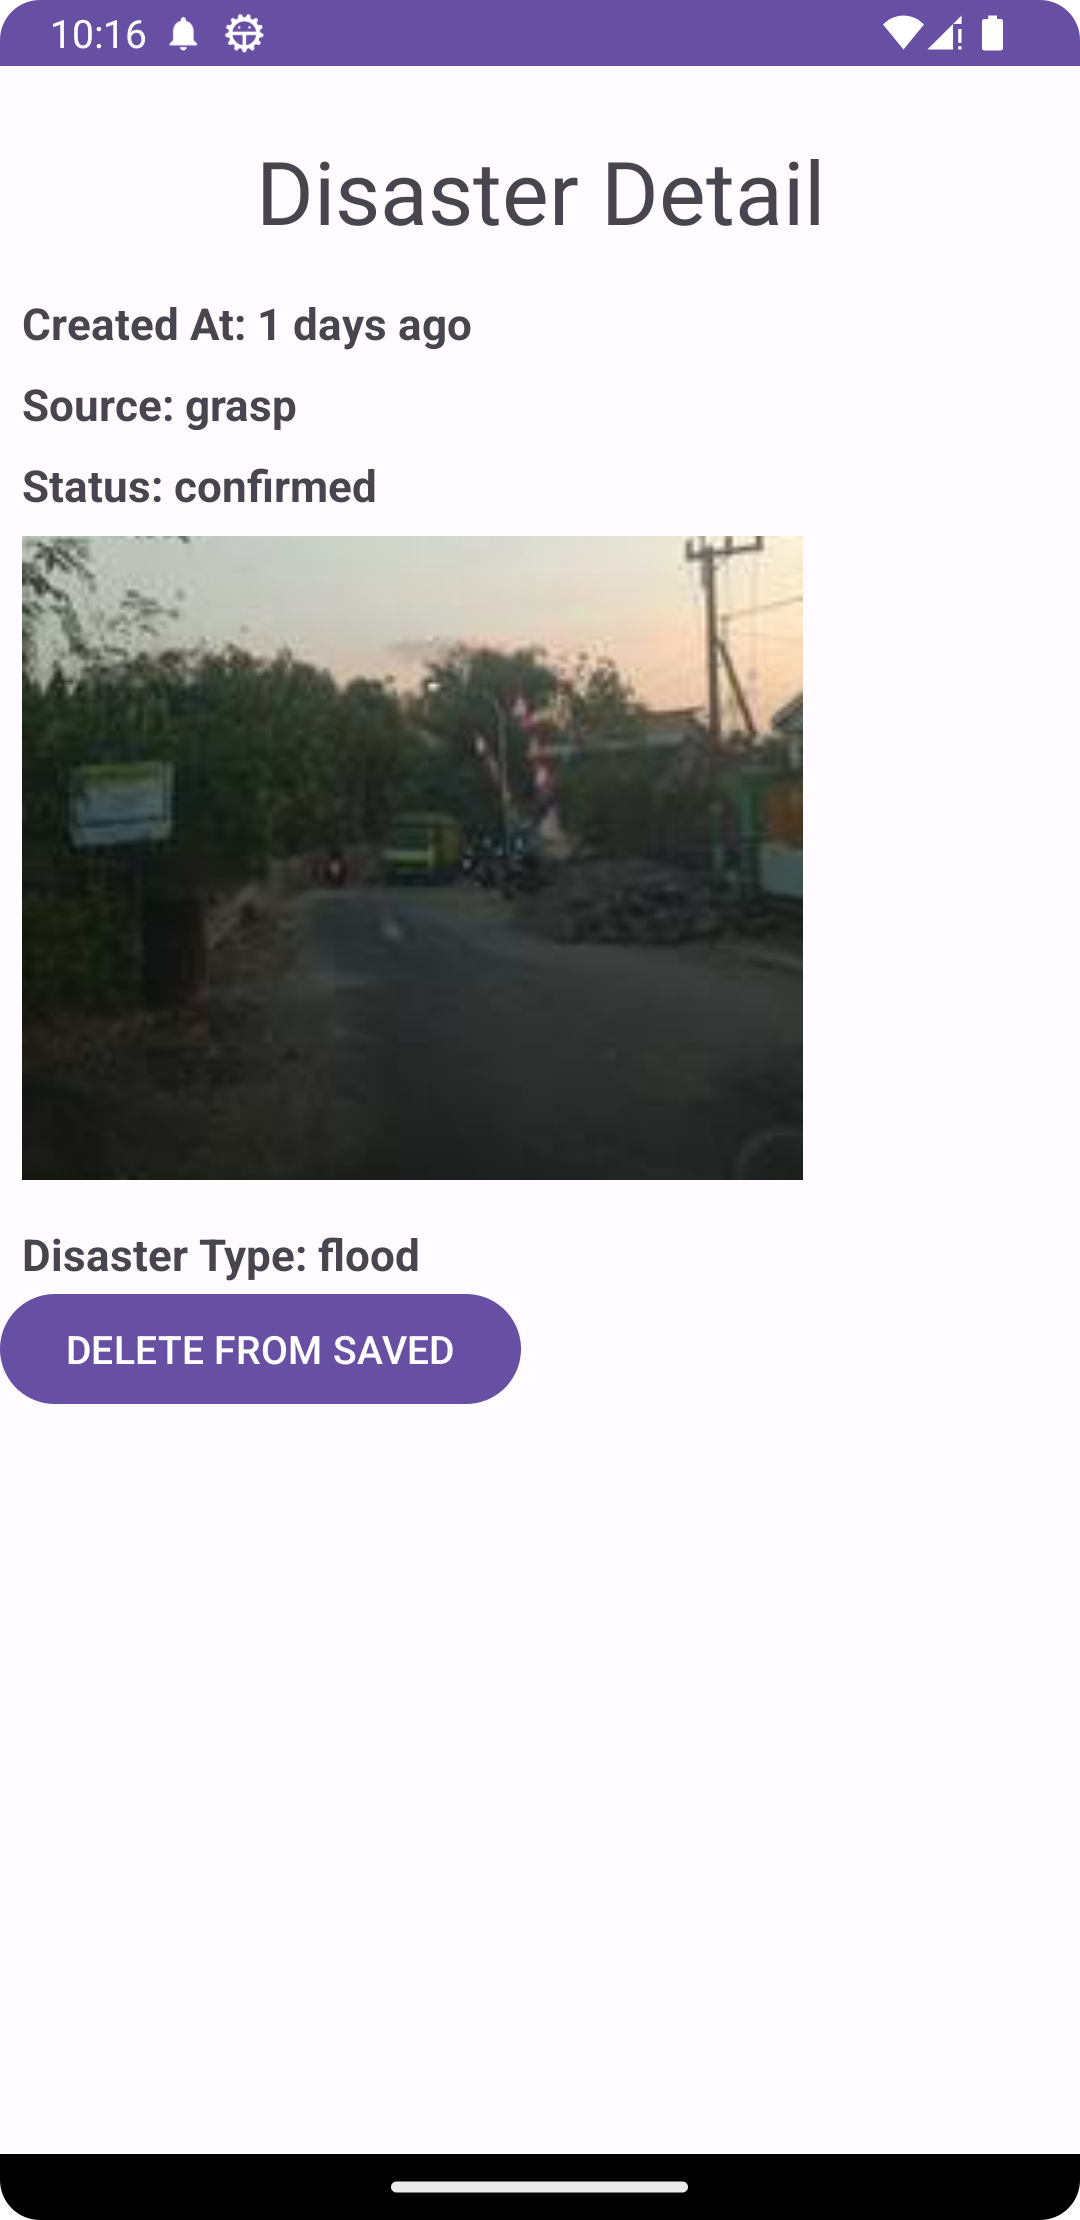 10:16
Disaster Detail
Created At: 1 days ago
Source: grasp
Status: confirmed
Disaster Type: flood
DELETE FROM SAVED